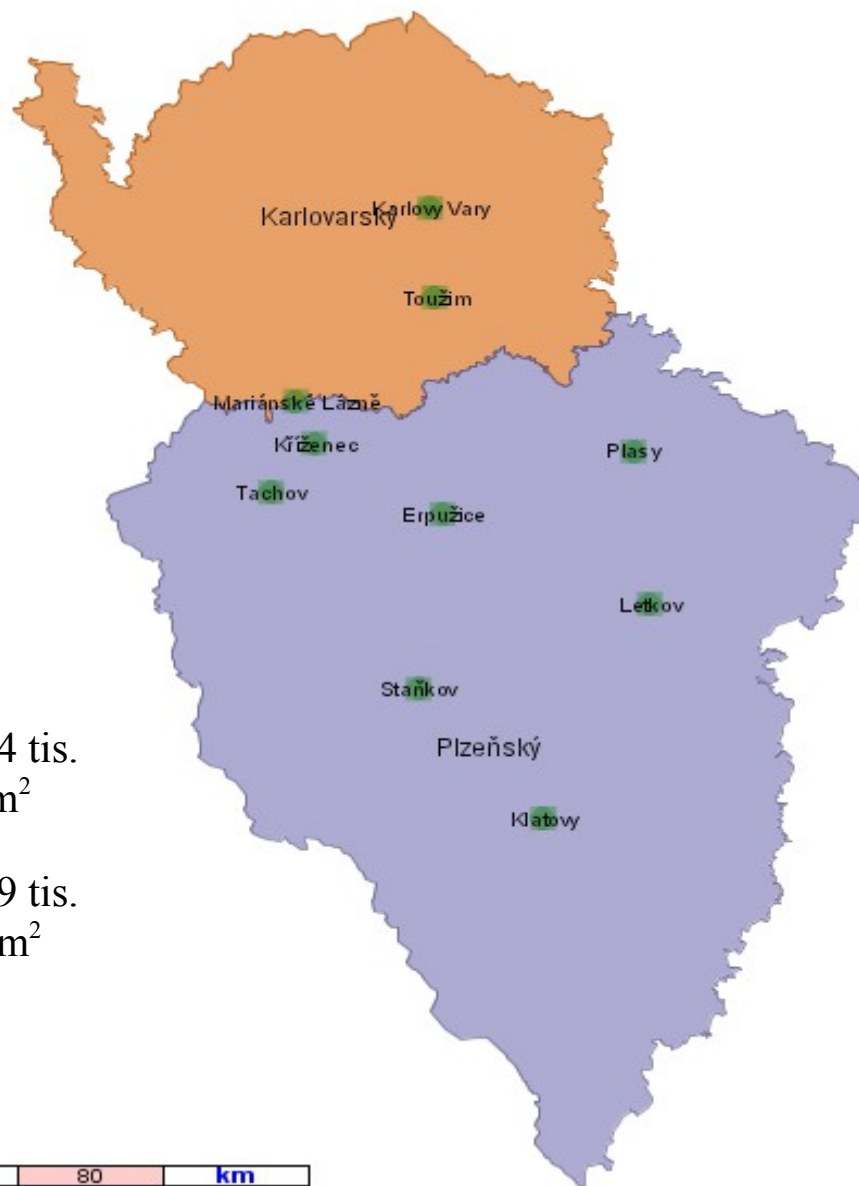 Karlovy Vary
Karlovarský
Toužim
Mariánské Lázně
Kříženec
Plasy
Tachov
Erpužice
Letkov
Staňkov
4 tis.
Plzeňský
m²
Klatovy
9 tis.
m²
80 km